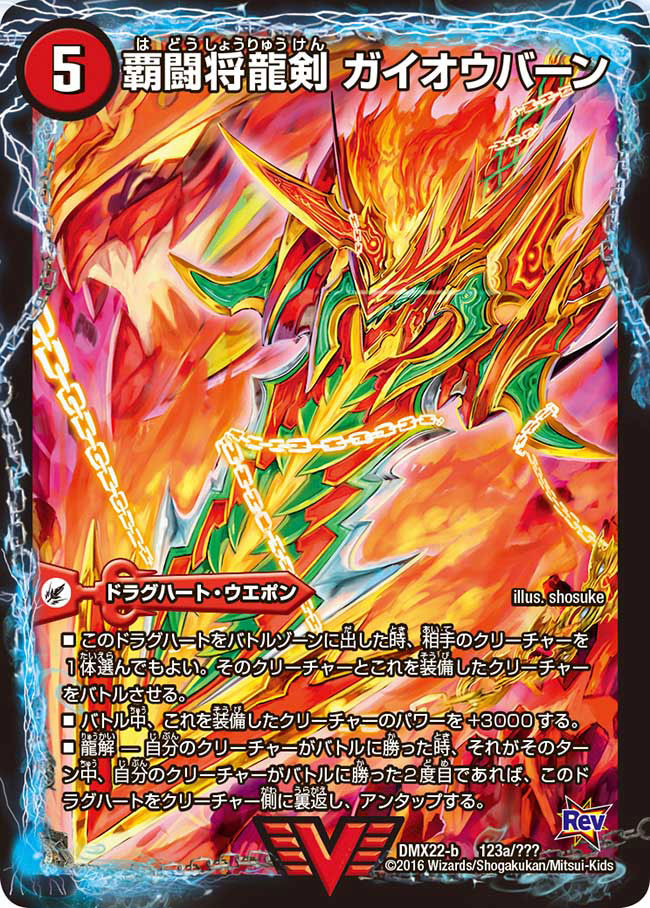 5
はどうしょうりゅうけん
覇闘将龍剣 ガイオウバーン
ドラグハート・ウエポン
illus. shosuke
■ このドラグハートをバトルゾーンに出した時、相手のクリーチャーを
1体選んでもよい。そのクリーチャーとこれを装備したクリーチャー
をバトルさせる。
■ バトル中、これを装備したクリーチャーのパワーを+3000する。
■ 龍解 ― 自分のクリーチャーがバトルに勝った時、それがそのター
ン中、自分のクリーチャーがバトルに勝った2度目であれば、このド
ラグハートをクリーチャー側に裏返し、アンタップする。
Rev
V
DMX22-b 123a/???
©2016 Wizards/Shogakukan/Mitsui-Kids